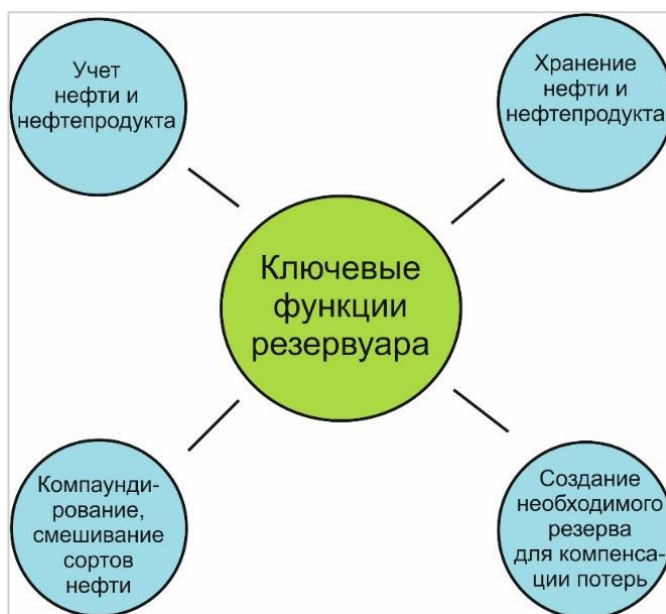 Учет
нефти и
нефтепродукта
Хранение
нефти и
нефтепродукта
Ключевые
функции
резервуара
Компаунди-
рование,
смешивание
сортов
нефти
Создание
необходимого
резерва
для компенса-
ции потерь